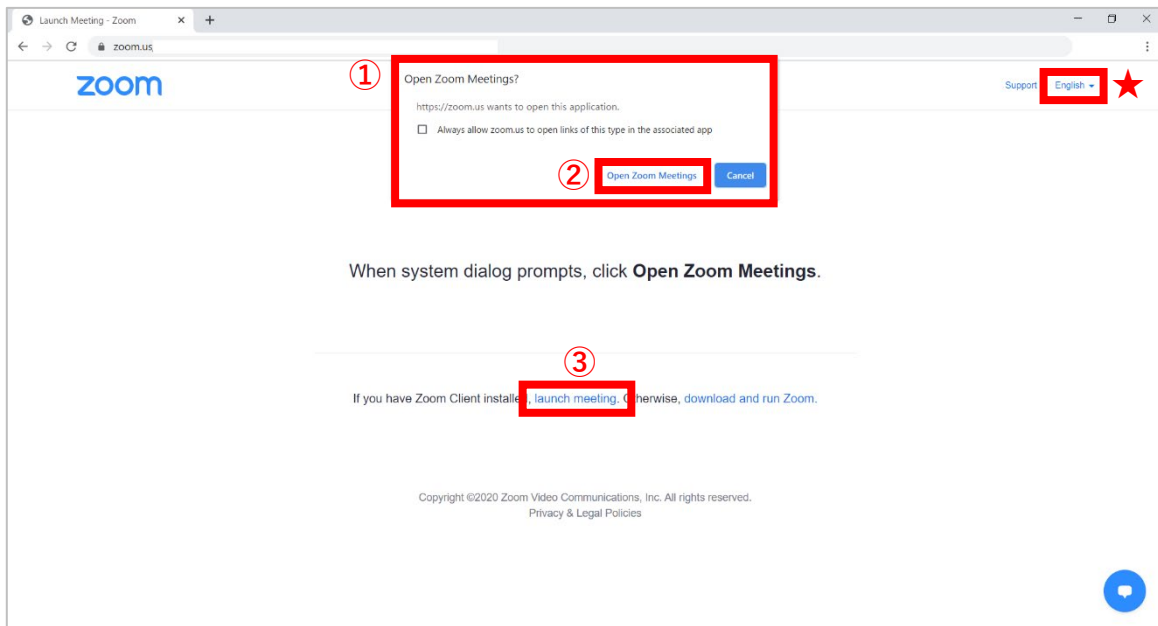 Launch Meeting - Zoom
zoom.us
zoom
① Open Zoom Meetings?
https://zoom.us wants to open this application.
Always allow zoom.us to open links of this type in the associated app
② Open Zoom Meetings Cancel
Support English ★
When system dialog prompts, click Open Zoom Meetings.
③
If you have Zoom Client installed, launch meeting. Otherwise, download and run Zoom.
Copyright ©2020 Zoom Video Communications, Inc. All rights reserved.
Privacy & Legal Policies